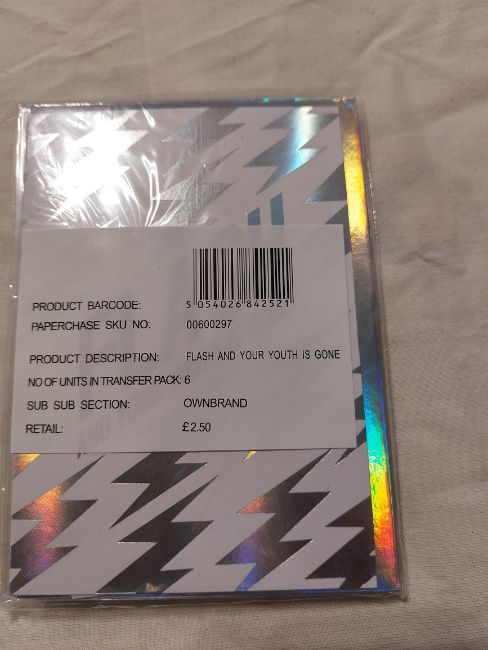 PRODUCT BARCODE: 5 054026 842521
PAPERCHASE SKU NO: 00600297
PRODUCT DESCRIPTION: FLASH AND YOUR YOUTH IS GONE
NO OF UNITS IN TRANSFER PACK: 6
SUB SUB SECTION: OWNBRAND
RETAIL: £2.50